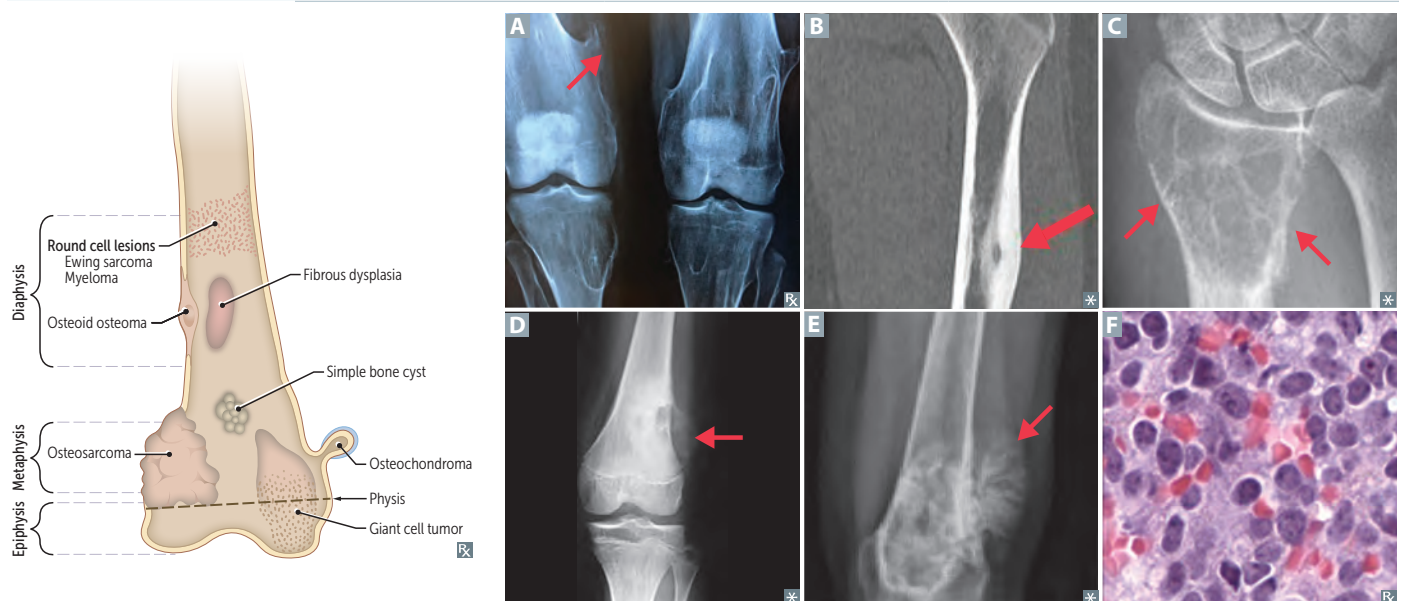 Diaphysis
Round cell lesions
Ewing sarcoma
Myeloma
Osteoid osteoma
Fibrous dysplasia
Simple bone cyst
Metaphysis
Osteosarcoma
Osteochondroma
Physis
Epiphysis
Giant cell tumor
℞
A
℞
B
*
C
*
D
*
E
*
F
℞